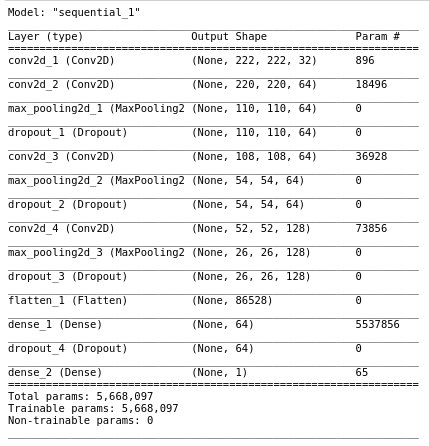 Model: "sequential_1"
Layer (type) Output Shape Param #
conv2d_1 (Conv2D) (None, 222, 222, 32) 896
conv2d_2 (Conv2D) (None, 220, 220, 64) 18496
max_pooling2d_1 (MaxPooling2 (None, 110, 110, 64) 0
dropout_1 (Dropout) (None, 110, 110, 64) 0
conv2d_3 (Conv2D) (None, 108, 108, 64) 36928
max_pooling2d_2 (MaxPooling2 (None, 54, 54, 64) 0
dropout_2 (Dropout) (None, 54, 54, 64) 0
conv2d_4 (Conv2D) (None, 52, 52, 128) 73856
max_pooling2d_3 (MaxPooling2 (None, 26, 26, 128) 0
dropout_3 (Dropout) (None, 26, 26, 128) 0
flatten_1 (Flatten) (None, 86528) 0
dense_1 (Dense) (None, 64) 5537856
dropout_4 (Dropout) (None, 64) 0
dense_2 (Dense) (None, 1) 65
Total params: 5,668,097
Trainable params: 5,668,097
Non-trainable params: 0